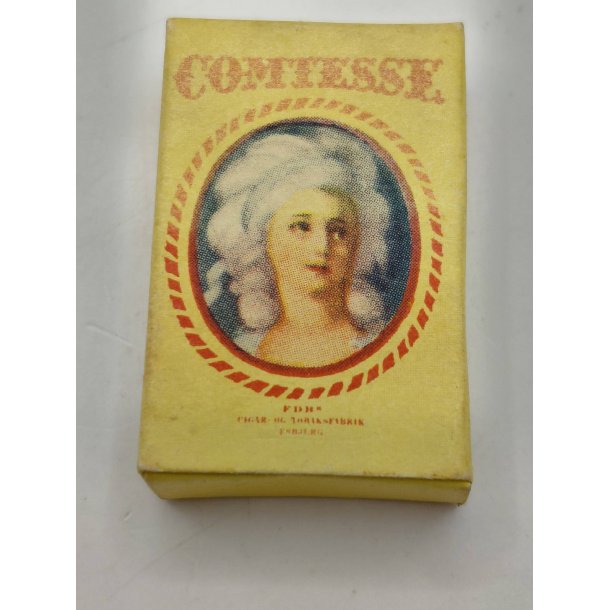 COMTESSE.
CIGAR- OG TOBAKSFABRIK
ESBJERG